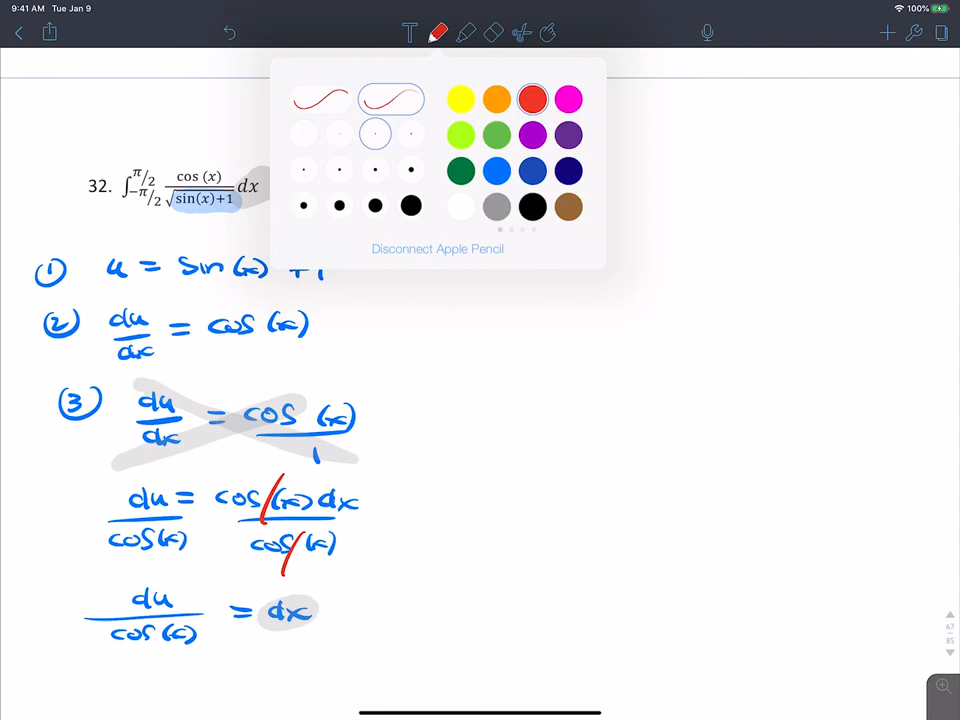 9:41 AM Tue Jan 9
100%
T
Disconnect Apple Pencil
32. ∫_{-π/2}^{π/2} cos (x)/√(sin(x)+1) dx
① u = sin(x) + 1
② du/dx = cos(x)
③ du/dx = cos(x)/1
du/cos(x) = cos(x)dx/cos(x)
du/cos(x) = dx
67
85